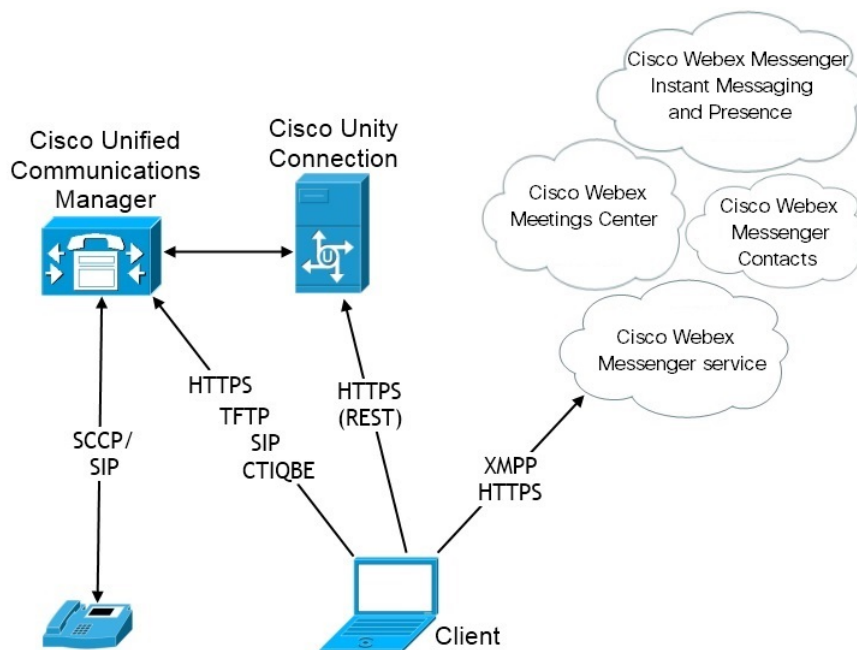 Cisco Webex Messenger
Instant Messaging
and Presence
Cisco Unified
Communications
Manager
Cisco Unity
Connection
Cisco Webex
Meetings Center
Cisco Webex
Messenger
Contacts
U
Cisco Webex
Messenger service
HTTPS
TFTP
SIP
CTIQBE
HTTPS
(REST)
SCCP/
SIP
XMPP
HTTPS
Client